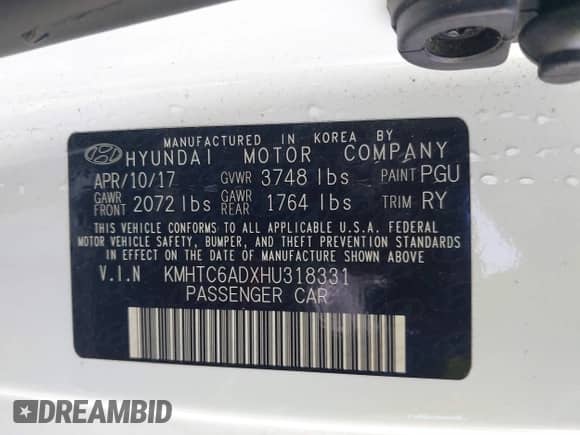 MANUFACTURED IN KOREA BY
HYUNDAI MOTOR COMPANY
APR/10/17 GVWR 3748 lbs PAINT PGU
GAWR FRONT 2072 lbs GAWR REAR 1764 lbs TRIM RY
THIS VEHICLE CONFORMS TO ALL APPLICABLE U.S.A. FEDERAL
MOTOR VEHICLE SAFETY, BUMPER, AND THEFT PREVENTION STANDARDS
IN EFFECT ON THE DATE OF MANUFACTURE SHOWN ABOVE
V.I.N KMHTC6ADXHU318331
PASSENGER CAR
DREAMBID